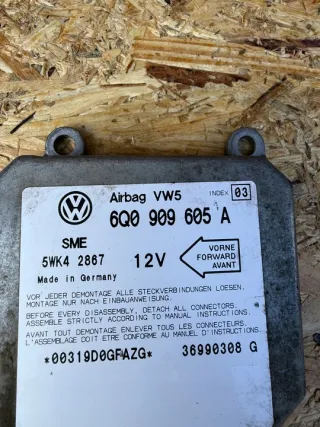 Airbag VW5 INDEX 03
6Q0 909 605 A
SME
5WK4 2867 12V
VORNE
FORWARD
AVANT
Made in Germany
VOR JEDER DEMONTAGE ALLE STECKVERBINDUNGEN LOESEN.
MONTAGE NUR NACH EINBAUANWEISUNG.
BEFORE EVERY DISASSEMBLY, DETACH ALL CONNECTORS.
ASSEMBLE STRICTLY ACCORDING TO MANUAL INSTRUCTIONS.
AVANT TOUT DEMONTAGE ENLEVER TOUS LES CONNECTEURS.
L'ASSEMBLAGE DOIT ETRE CONFORME AU MANUEL D'INSTRUCTIONS.
*00319D0GFAZG* 36990308 G